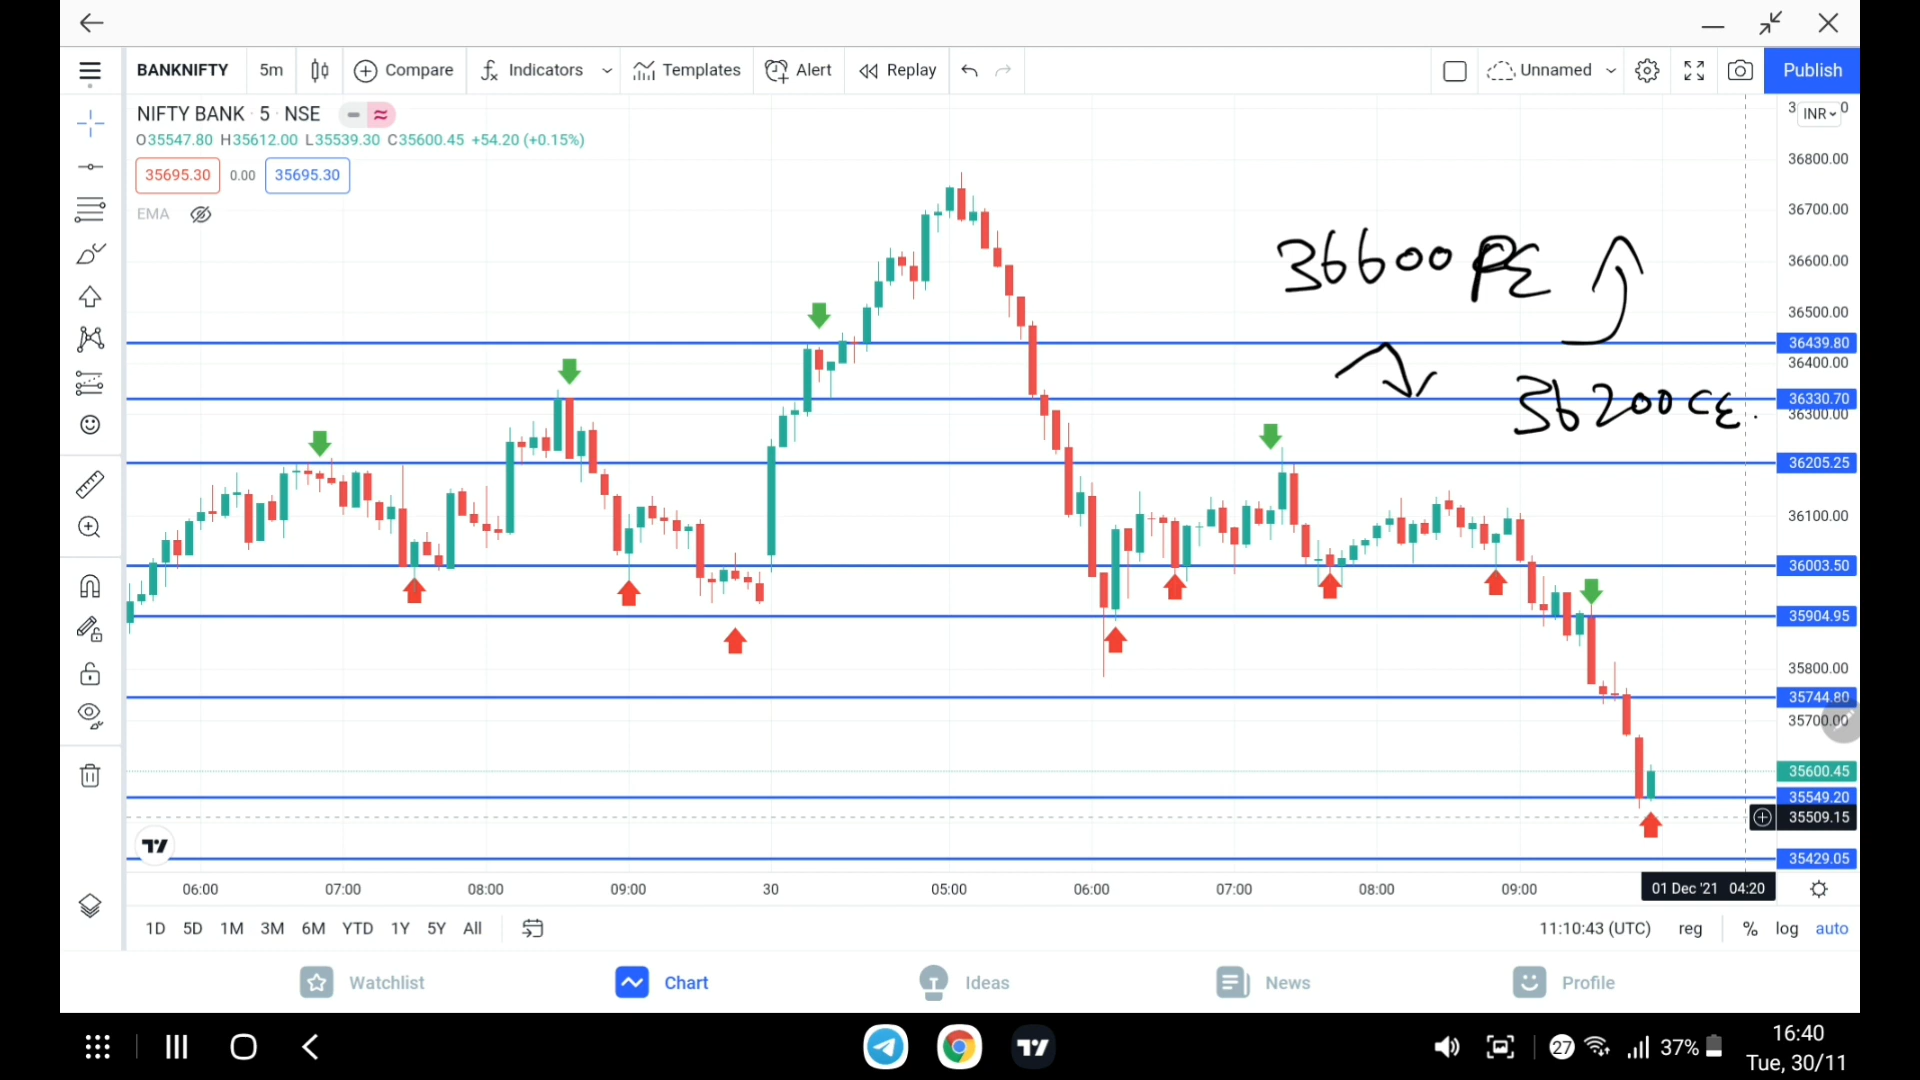 BANKNIFTY 5m Compare Indicators Templates Alert Replay Unnamed Publish
NIFTY BANK · 5 · NSE
O35547.80 H35612.00 L35539.30 C35600.45 +54.20 (+0.15%)
35695.30 0.00 35695.30
EMA
INR
36800.00
36700.00
36600 PE
36600.00
36500.00
36439.80
36400.00
36330.70
36200 CE.
36300.00
36205.25
36100.00
36003.50
35904.95
35800.00
35744.80
35700.00
35600.45
35549.20
35509.15
35429.05
06:00 07:00 08:00 09:00 30 05:00 06:00 07:00 08:00 09:00 01 Dec '21 04:20
1D 5D 1M 3M 6M YTD 1Y 5Y All 11:10:43 (UTC) reg % log auto
Watchlist Chart Ideas News Profile
27 37% 16:40
Tue, 30/11